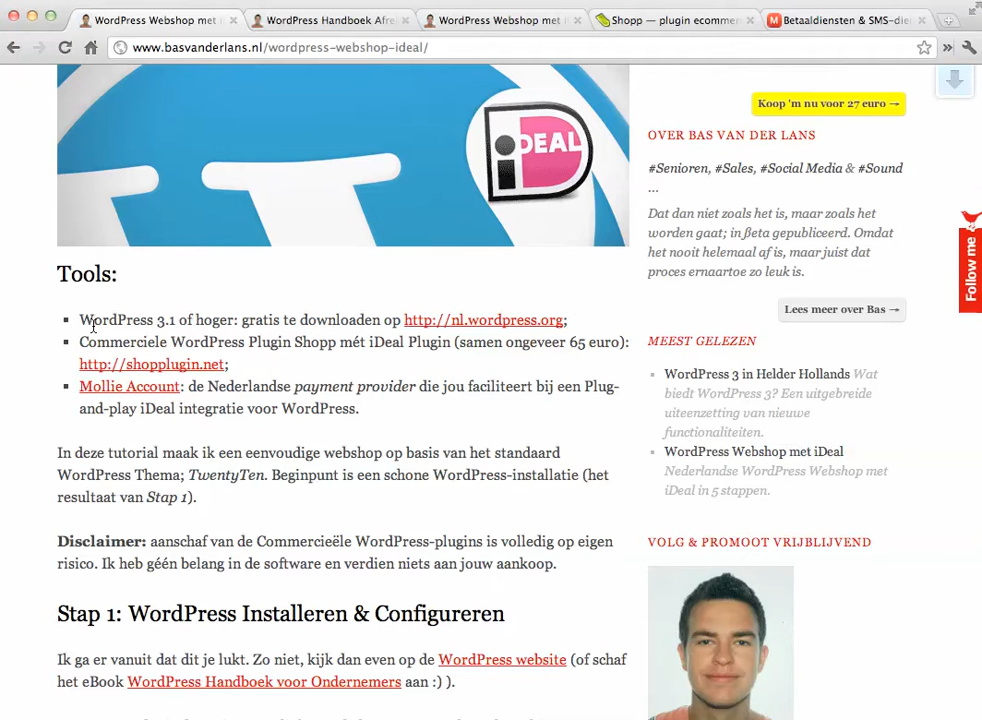 WordPress Webshop met i
WordPress Handboek Afre
WordPress Webshop met i
Shopp — plugin ecommer
Betaaldiensten & SMS-die
www.basvanderlans.nl/wordpress-webshop-ideal/
iDEAL
Tools:
WordPress 3.1 of hoger: gratis te downloaden op http://nl.wordpress.org;
Commerciele WordPress Plugin Shopp mét iDeal Plugin (samen ongeveer 65 euro):
http://shopplugin.net;
Mollie Account: de Nederlandse payment provider die jou faciliteert bij een Plug-
and-play iDeal integratie voor WordPress.
In deze tutorial maak ik een eenvoudige webshop op basis van het standaard
WordPress Thema; TwentyTen. Beginpunt is een schone WordPress-installatie (het
resultaat van Stap 1).
Disclaimer: aanschaf van de Commercieële WordPress-plugins is volledig op eigen
risico. Ik heb géén belang in de software en verdien niets aan jouw aankoop.
Stap 1: WordPress Installeren & Configureren
Ik ga er vanuit dat dit je lukt. Zo niet, kijk dan even op de WordPress website (of schaf
het eBook WordPress Handboek voor Ondernemers aan :) ).
Koop 'm nu voor 27 euro →
OVER BAS VAN DER LANS
#Senioren, #Sales, #Social Media & #Sound
...
Dat dan niet zoals het is, maar zoals het
worden gaat; in βeta gepubliceerd. Omdat
het nooit helemaal af is, maar juist dat
proces ernaartoe zo leuk is.
Lees meer over Bas →
MEEST GELEZEN
WordPress 3 in Helder Hollands Wat
biedt WordPress 3? Een uitgebreide
uiteenzetting van nieuwe
functionaliteiten.
WordPress Webshop met iDeal
Nederlandse WordPress Webshop met
iDeal in 5 stappen.
VOLG & PROMOOT VRIJBLIJVEND
Follow me